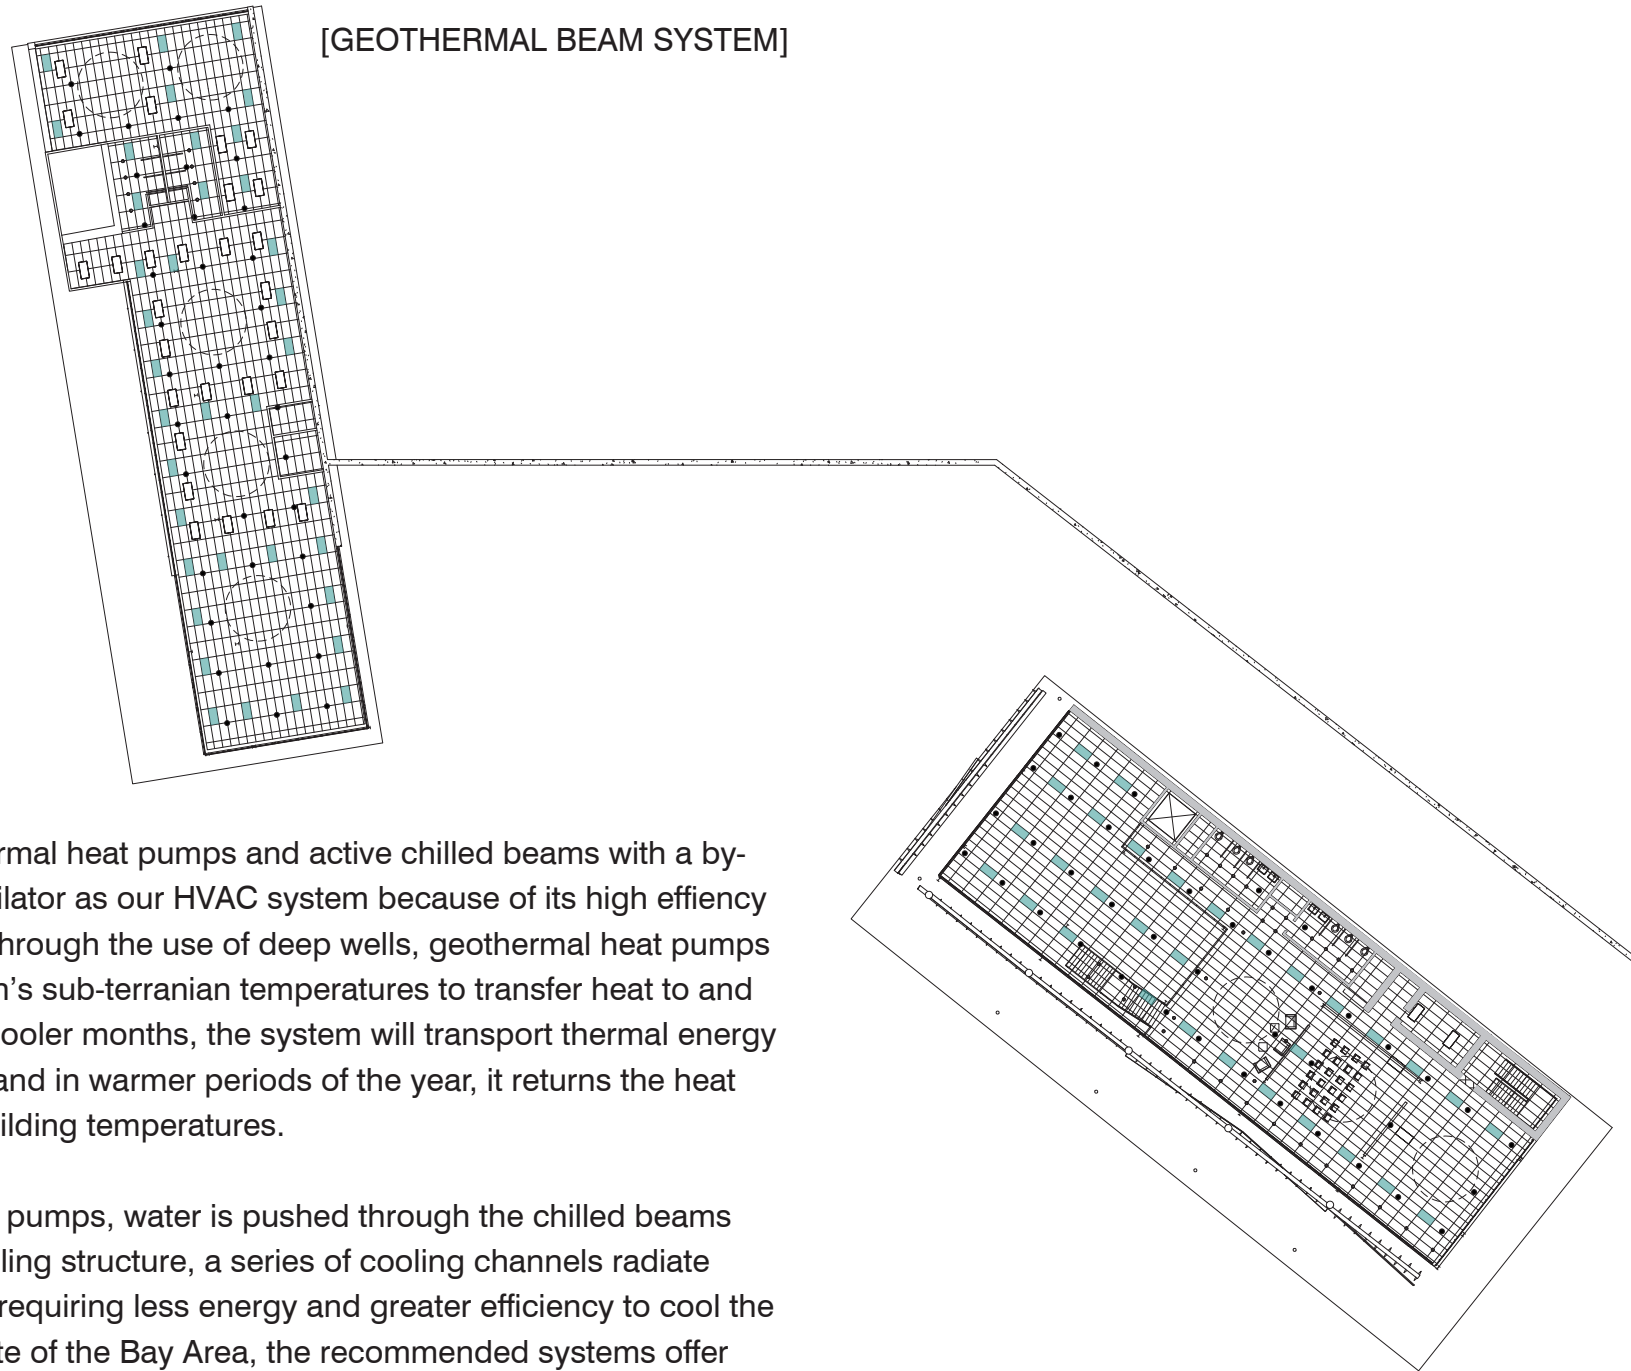 [GEOTHERMAL BEAM SYSTEM]
rmal heat pumps and active chilled beams with a by-
ilator as our HVAC system because of its high effiency
hrough the use of deep wells, geothermal heat pumps
's sub-terranian temperatures to transfer heat to and
ooler months, the system will transport thermal energy
and in warmer periods of the year, it returns the heat
ilding temperatures.
pumps, water is pushed through the chilled beams
ling structure, a series of cooling channels radiate
requiring less energy and greater efficiency to cool the
te of the Bay Area, the recommended systems offer